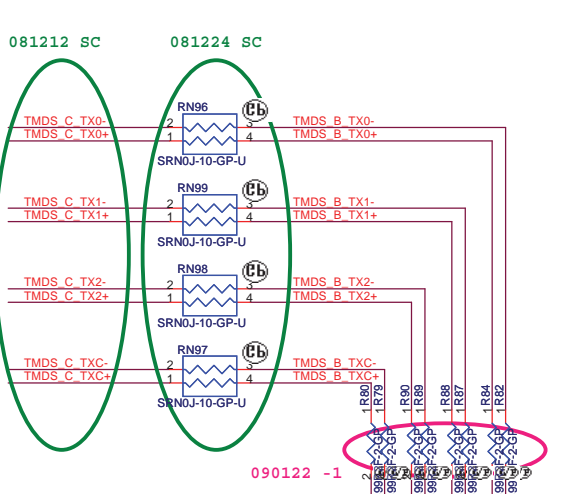 081212 SC
081224 SC
RN96
TMDS_C_TX0- 2 3 TMDS_B_TX0-
TMDS_C_TX0+ 1 4 TMDS_B_TX0+
SRN0J-10-GP-U
RN99
TMDS_C_TX1- 2 3 TMDS_B_TX1-
TMDS_C_TX1+ 1 4 TMDS_B_TX1+
SRN0J-10-GP-U
RN98
TMDS_C_TX2- 2 3 TMDS_B_TX2-
TMDS_C_TX2+ 1 4 TMDS_B_TX2+
SRN0J-10-GP-U
RN97
TMDS_C_TXC- 2 3 TMDS_B_TXC-
TMDS_C_TXC+ 1 4 TMDS_B_TXC+
SRN0J-10-GP-U
R80
R79
R90
R89
R88
R87
R84
R82
090122 -1